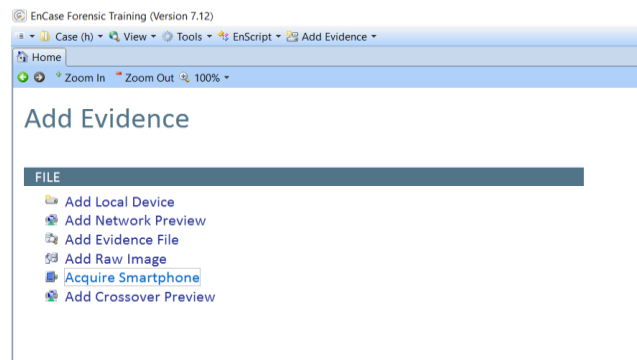 EnCase Forensic Training (Version 7.12)
Case (h) View Tools EnScript Add Evidence
Home
Zoom In Zoom Out 100%
Add Evidence
FILE
Add Local Device
Add Network Preview
Add Evidence File
Add Raw Image
Acquire Smartphone
Add Crossover Preview